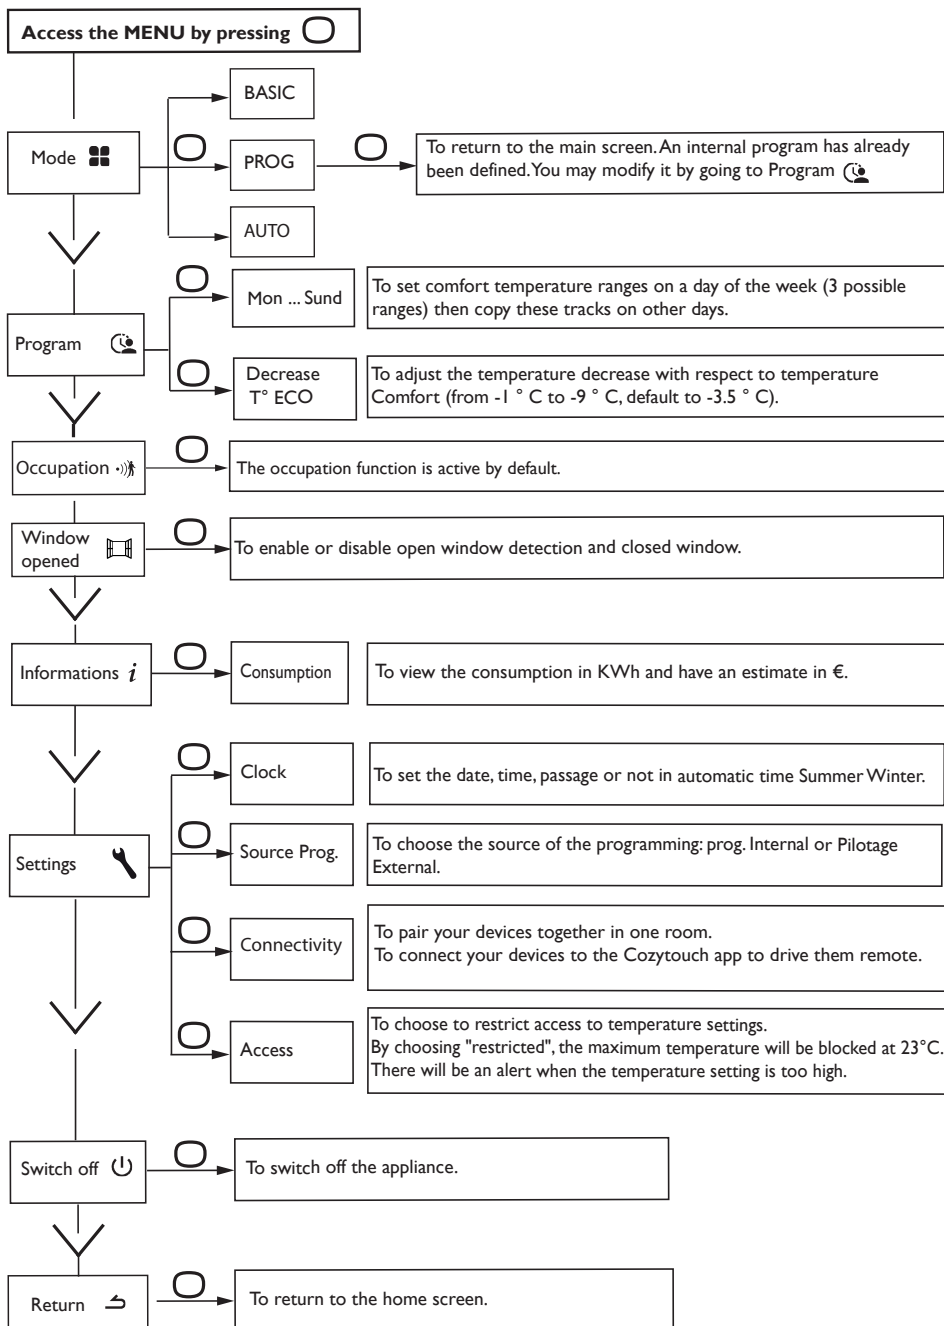 Access the MENU by pressing
BASIC
Mode
PROG
To return to the main screen. An internal program has already
been defined. You may modify it by going to Program
AUTO
Mon ... Sund
To set comfort temperature ranges on a day of the week (3 possible
ranges) then copy these tracks on other days.
Program
Decrease
T° ECO
To adjust the temperature decrease with respect to temperature
Comfort (from -1 ° C to -9 ° C, default to -3.5 ° C).
Occupation
The occupation function is active by default.
Window
opened
To enable or disable open window detection and closed window.
Informations i
Consumption
To view the consumption in KWh and have an estimate in €.
Clock
To set the date, time, passage or not in automatic time Summer Winter.
Settings
Source Prog.
To choose the source of the programming: prog. Internal or Pilotage
External.
Connectivity
To pair your devices together in one room.
To connect your devices to the Cozytouch app to drive them remote.
Access
To choose to restrict access to temperature settings.
By choosing "restricted", the maximum temperature will be blocked at 23°C.
There will be an alert when the temperature setting is too high.
Switch off
To switch off the appliance.
Return
To return to the home screen.